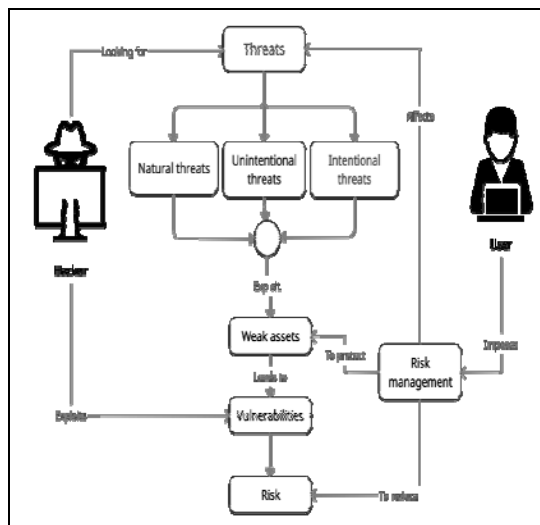 Threats
Looking for
Affects
Natural threats
Unintentional
threats
Intentional
threats
Hacker
User
Exploit
Weak assets
To protect
Risk
management
Imposes
Leads to
Exploits
Vulnerabilities
Risk
To reduce